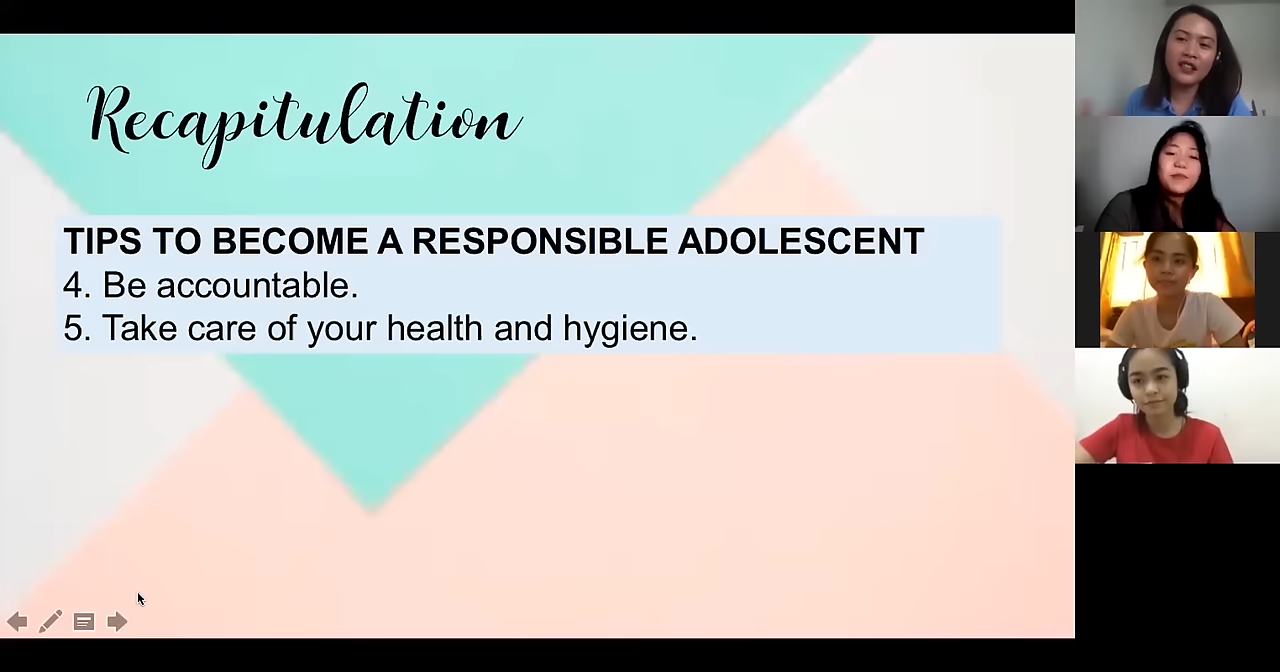 Recapitulation
TIPS TO BECOME A RESPONSIBLE ADOLESCENT
4. Be accountable.
5. Take care of your health and hygiene.